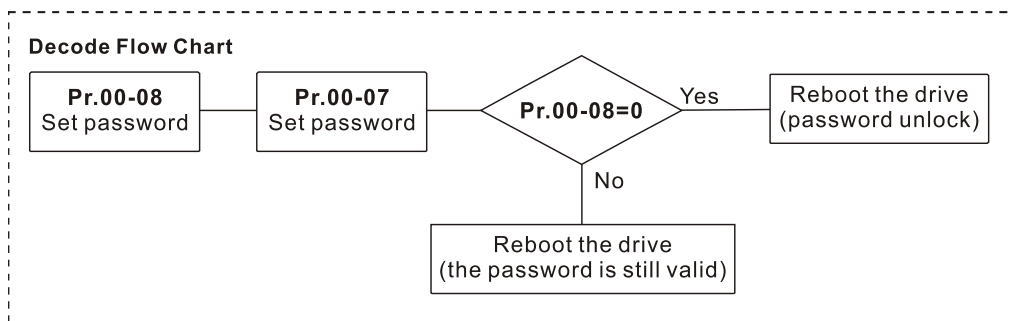 Decode Flow Chart
Pr.00-08
Set password
Pr.00-07
Set password
Pr.00-08=0
Yes
Reboot the drive
(password unlock)
No
Reboot the drive
(the password is still valid)